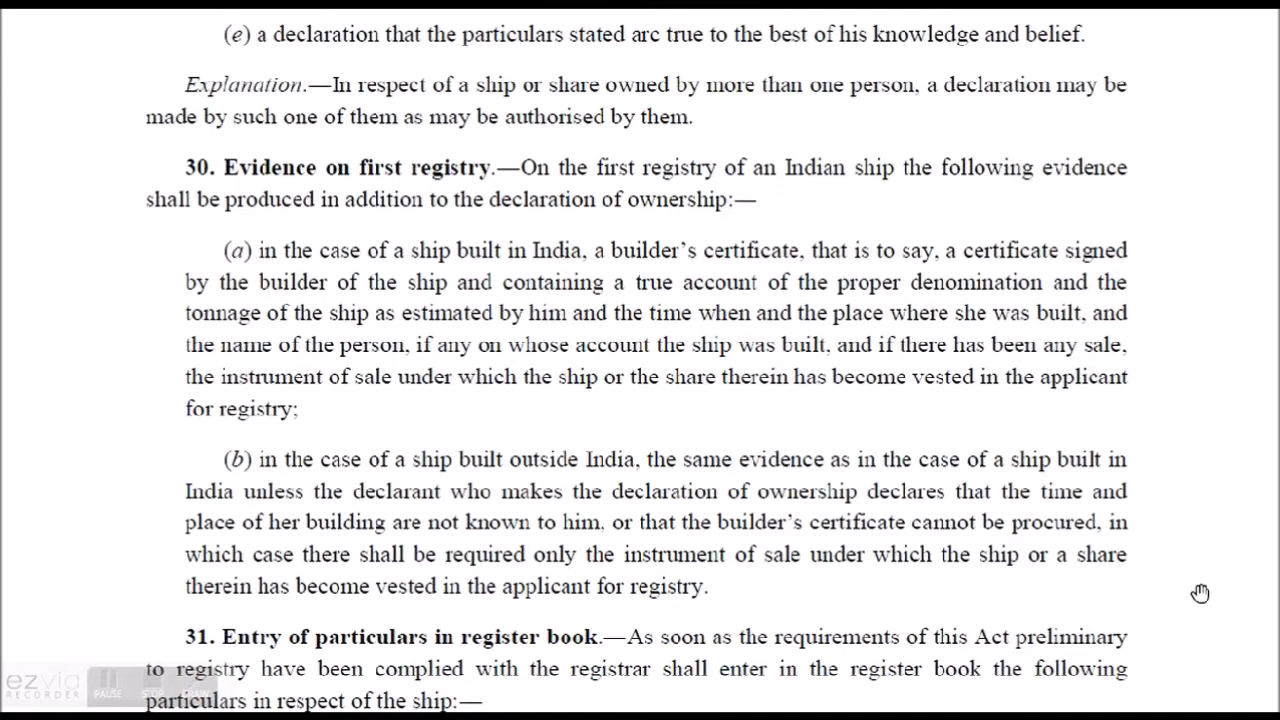 (e) a declaration that the particulars stated arc true to the best of his knowledge and belief.
Explanation.—In respect of a ship or share owned by more than one person, a declaration may be
made by such one of them as may be authorised by them.
30. Evidence on first registry.—On the first registry of an Indian ship the following evidence
shall be produced in addition to the declaration of ownership:—
(a) in the case of a ship built in India, a builder’s certificate, that is to say, a certificate signed
by the builder of the ship and containing a true account of the proper denomination and the
tonnage of the ship as estimated by him and the time when and the place where she was built, and
the name of the person, if any on whose account the ship was built, and if there has been any sale,
the instrument of sale under which the ship or the share therein has become vested in the applicant
for registry;
(b) in the case of a ship built outside India, the same evidence as in the case of a ship built in
India unless the declarant who makes the declaration of ownership declares that the time and
place of her building are not known to him, or that the builder’s certificate cannot be procured, in
which case there shall be required only the instrument of sale under which the ship or a share
therein has become vested in the applicant for registry.
31. Entry of particulars in register book.—As soon as the requirements of this Act preliminary
to registry have been complied with the registrar shall enter in the register book the following
particulars in respect of the ship:—
ezvid
RECORDER
PAUSE STOP DRAW